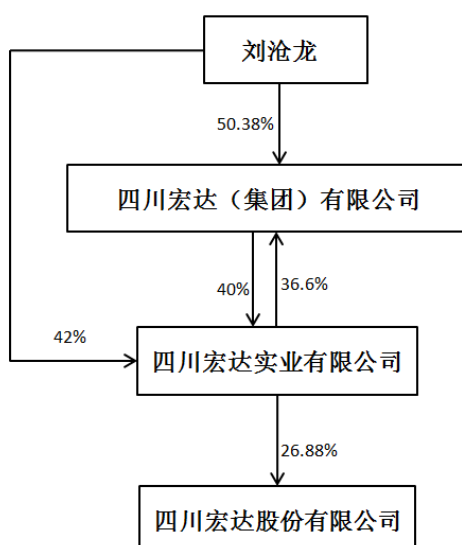 刘沧龙
50.38%
四川宏达（集团）有限公司
40%
36.6%
42%
四川宏达实业有限公司
26.88%
四川宏达股份有限公司